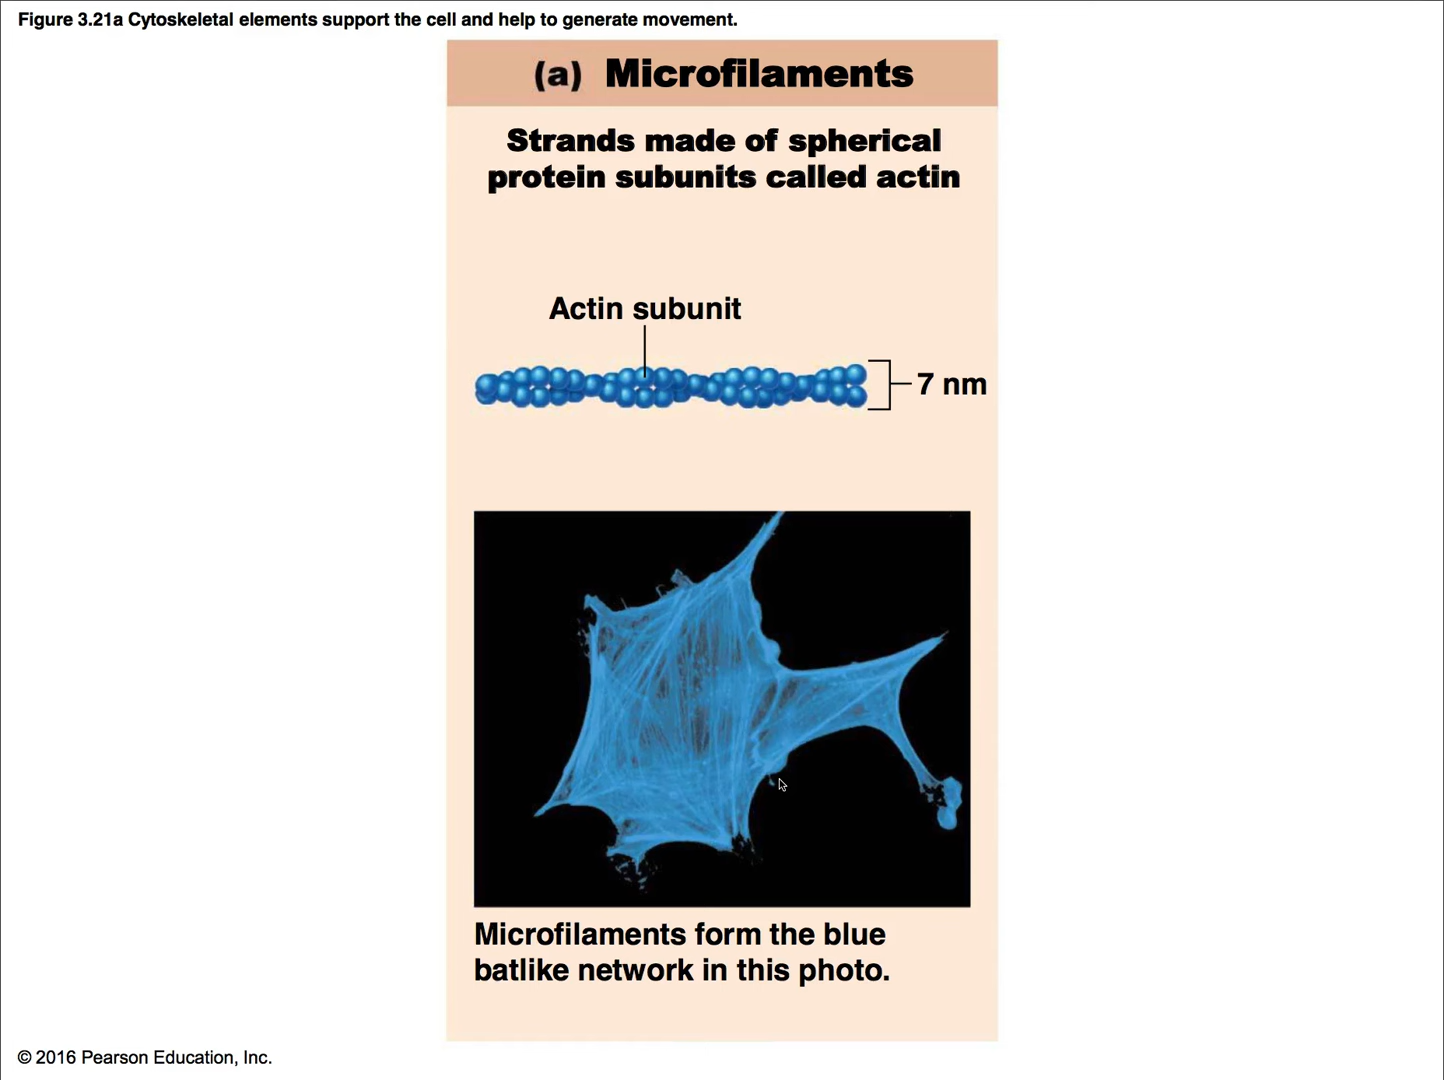 Figure 3.21a Cytoskeletal elements support the cell and help to generate movement.
(a) Microfilaments
Strands made of spherical
protein subunits called actin
Actin subunit
7 nm
Microfilaments form the blue
batlike network in this photo.
© 2016 Pearson Education, Inc.